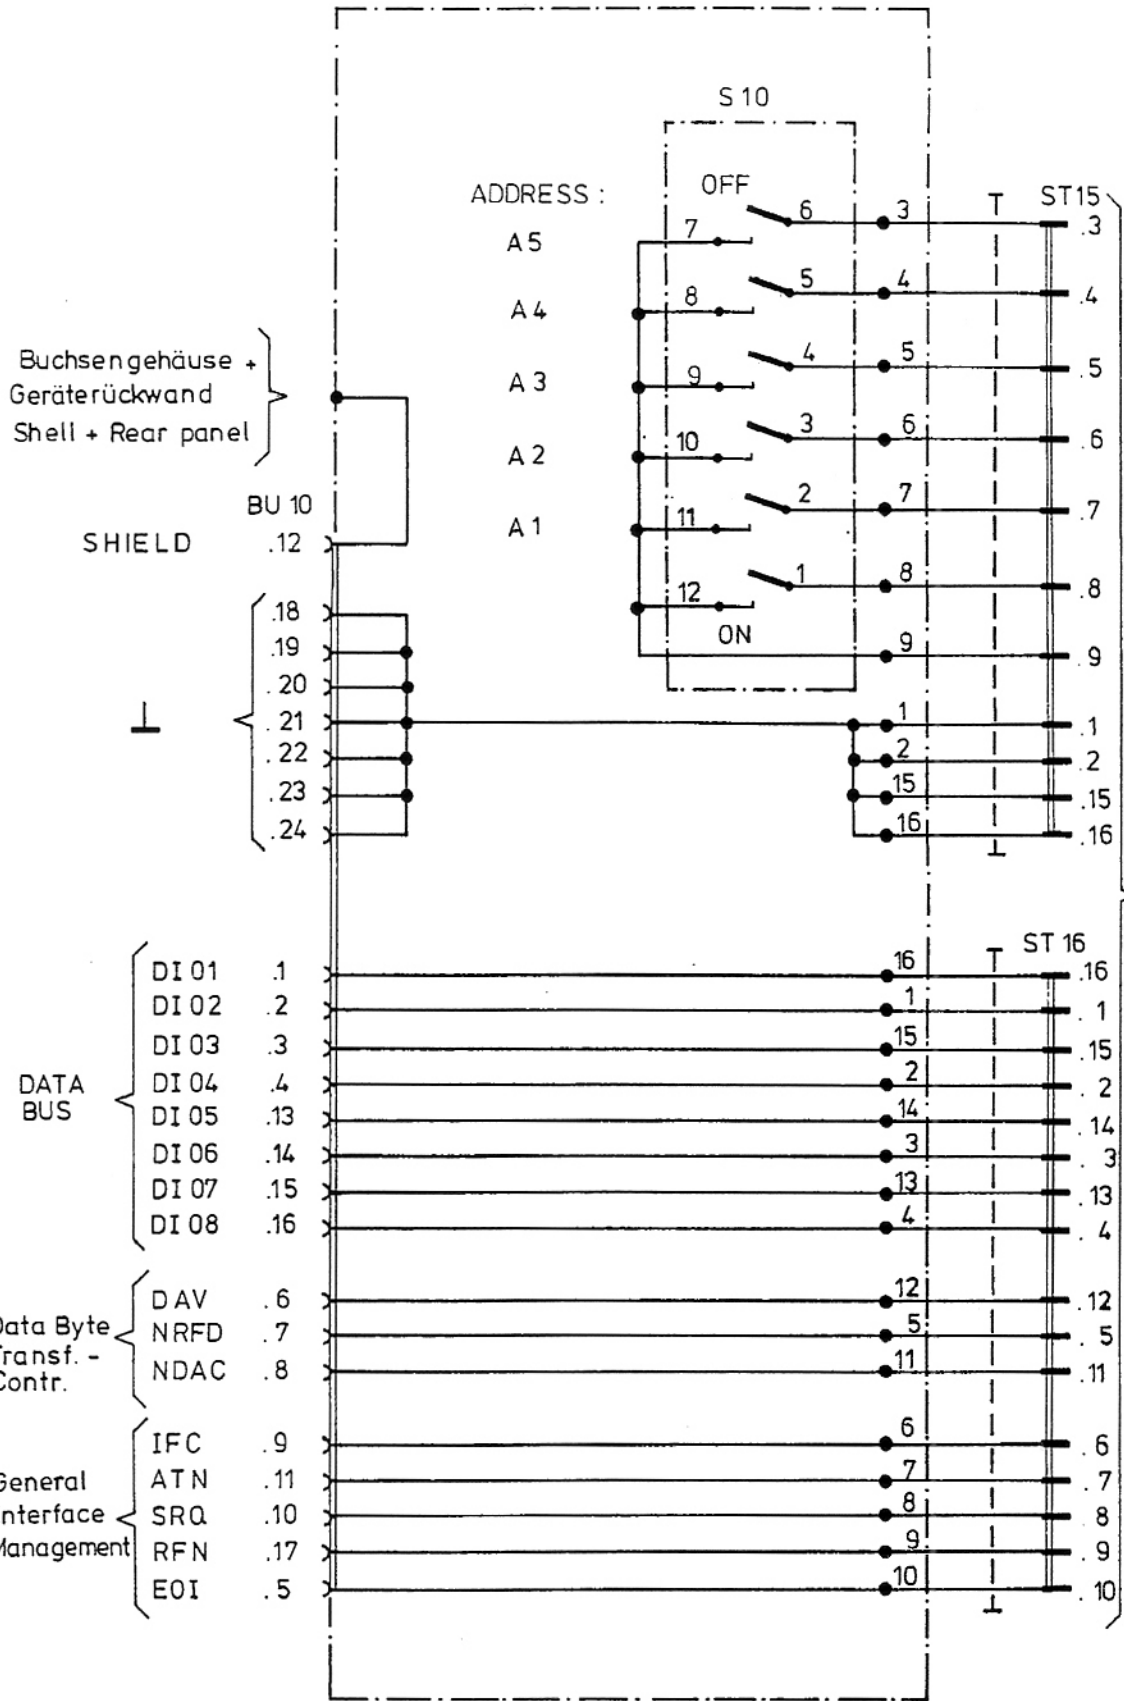 S 10
ADDRESS :
OFF
ST15
A 5
7
6
3
.3
A 4
8
5
4
.4
A 3
9
4
5
.5
A 2
10
3
6
.6
A 1
11
2
7
.7
12
1
8
.8
ON
9
.9
Buchsengehäuse +
Geräterückwand
Shell + Rear panel
BU 10
SHIELD .12
.18
.19
.20
.21
.22
.23
.24
1 .1
2 .2
15 .15
16 .16
ST 16
DATA
BUS
DI 01 .1 16 .16
DI 02 .2 1 .1
DI 03 .3 15 .15
DI 04 .4 2 .2
DI 05 .13 14 .14
DI 06 .14 3 .3
DI 07 .15 13 .13
DI 08 .16 4 .4
Data Byte
Transf. -
Contr.
DAV .6 12 .12
NRFD .7 5 .5
NDAC .8 11 .11
General
Interface
Management
IFC .9 6 .6
ATN .11 7 .7
SRQ .10 8 .8
RFN .17 9 .9
EOI .5 10 .10